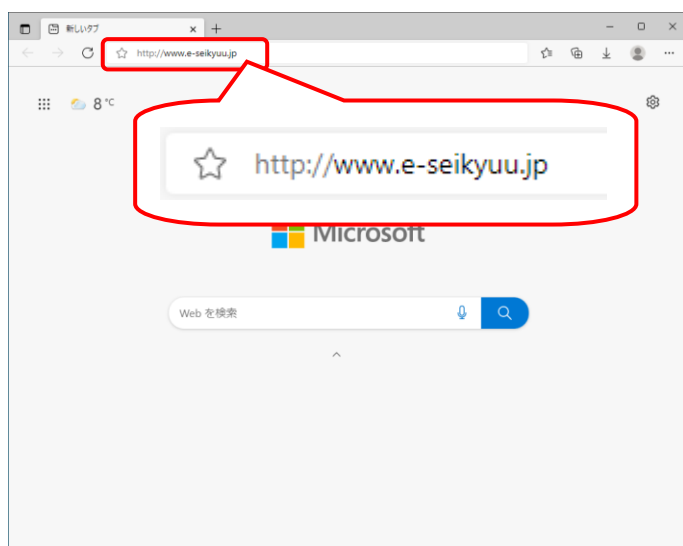 新しいタブ
http://www.e-seikyuu.jp
8 °C
http://www.e-seikyuu.jp
Microsoft
Web を検索